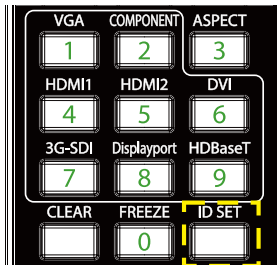 VGA COMPONENT ASPECT
1 2 3
HDMI1 HDMI2 DVI
4 5 6
3G-SDI Displayport HDBaseT
7 8 9
CLEAR FREEZE ID SET
0